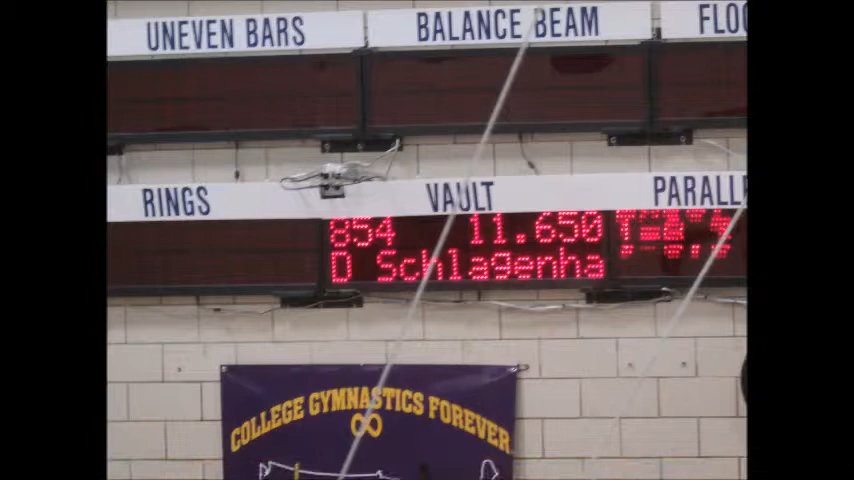 UNEVEN BARS
BALANCE BEAM
RINGS
VAULT
854 11.650
D Schlagenha
COLLEGE GYMNASTICS FOREVER